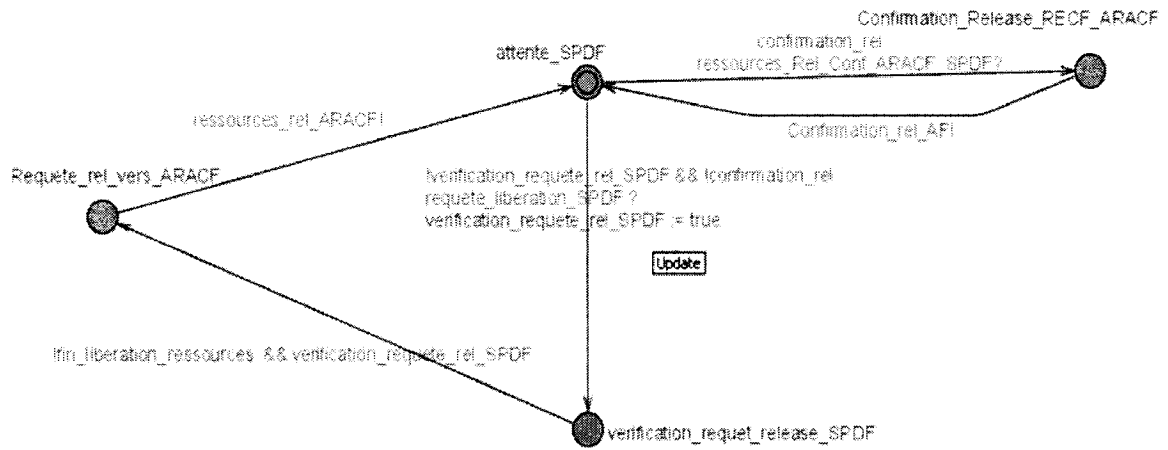 Confirmation_Release_RECF_ARACF
confirmation_rel
attente_SPDF
ressources_Rel_Conf_ARACF_SPDF?
ressources_rel_ARACF!
Confirmation_rel_AF!
Requete_rel_vers_ARACF
!verification_requete_rel_SPDF && !confirmation_rel
requete_liberation_SPDF ?
verification_requete_rel_SPDF := true
Update
!fin_liberation_ressources && verification_requete_rel_SPDF
verification_requet_release_SPDF